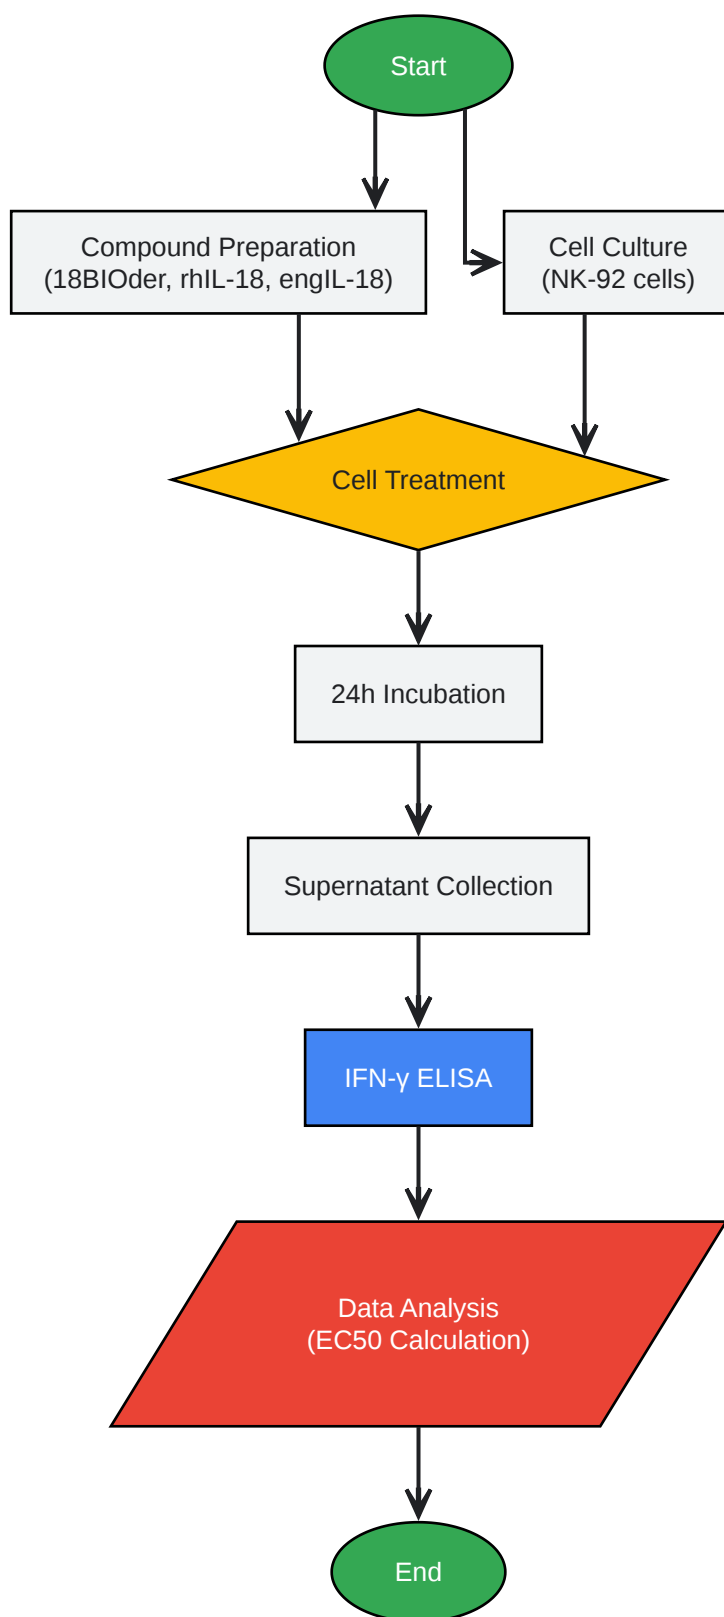 Start
Compound Preparation
(18BIOder, rhIL-18, engIL-18)
Cell Culture
(NK-92 cells)
Cell Treatment
24h Incubation
Supernatant Collection
IFN-γ ELISA
Data Analysis
(EC50 Calculation)
End